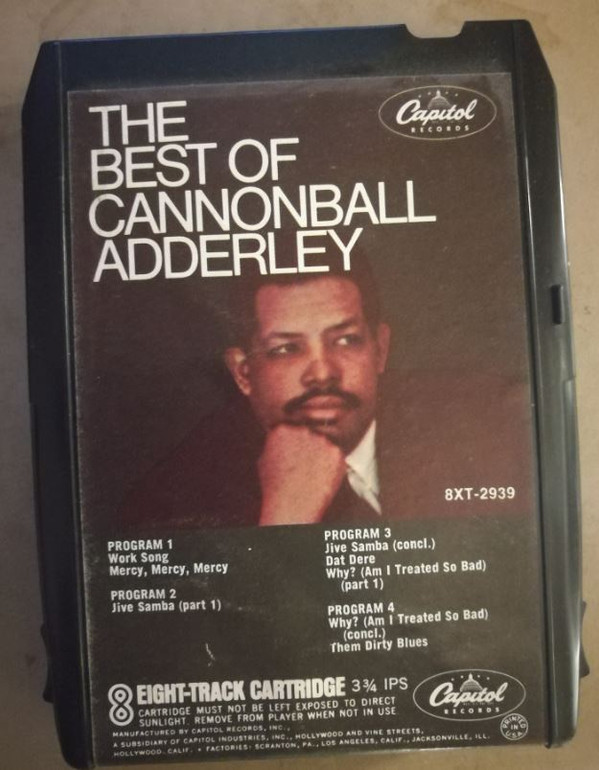 Capitol
RECORDS
THE
BEST OF
CANNONBALL
ADDERLEY
8XT-2939
PROGRAM 1
Work Song
Mercy, Mercy, Mercy
PROGRAM 2
Jive Samba (part 1)
PROGRAM 3
Jive Samba (concl.)
Dat Dere
Why? (Am I Treated So Bad)
(part 1)
PROGRAM 4
Why? (Am I Treated So Bad)
(concl.)
Them Dirty Blues
8 EIGHT-TRACK CARTRIDGE 3 3/4 IPS
CARTRIDGE MUST NOT BE LEFT EXPOSED TO DIRECT
SUNLIGHT. REMOVE FROM PLAYER WHEN NOT IN USE
Capitol
RECORDS
MANUFACTURED BY CAPITOL RECORDS, INC.,
A SUBSIDIARY OF CAPITOL INDUSTRIES, INC., HOLLYWOOD AND VINE STREETS,
HOLLYWOOD, CALIF. • FACTORIES: SCRANTON, PA., LOS ANGELES, CALIF., JACKSONVILLE, ILL.
PRINTED
IN
U.S.A.